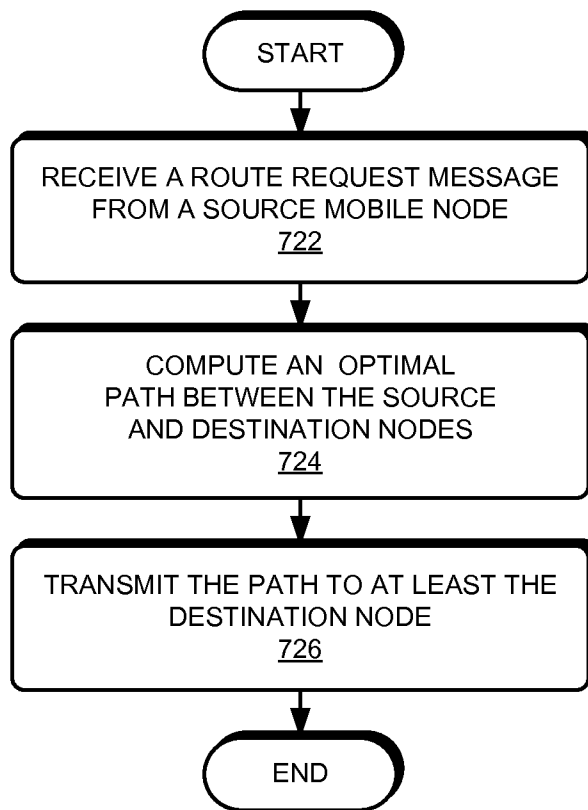 START
RECEIVE A ROUTE REQUEST MESSAGE
FROM A SOURCE MOBILE NODE
722
COMPUTE AN OPTIMAL
PATH BETWEEN THE SOURCE
AND DESTINATION NODES
724
TRANSMIT THE PATH TO AT LEAST THE
DESTINATION NODE
726
END